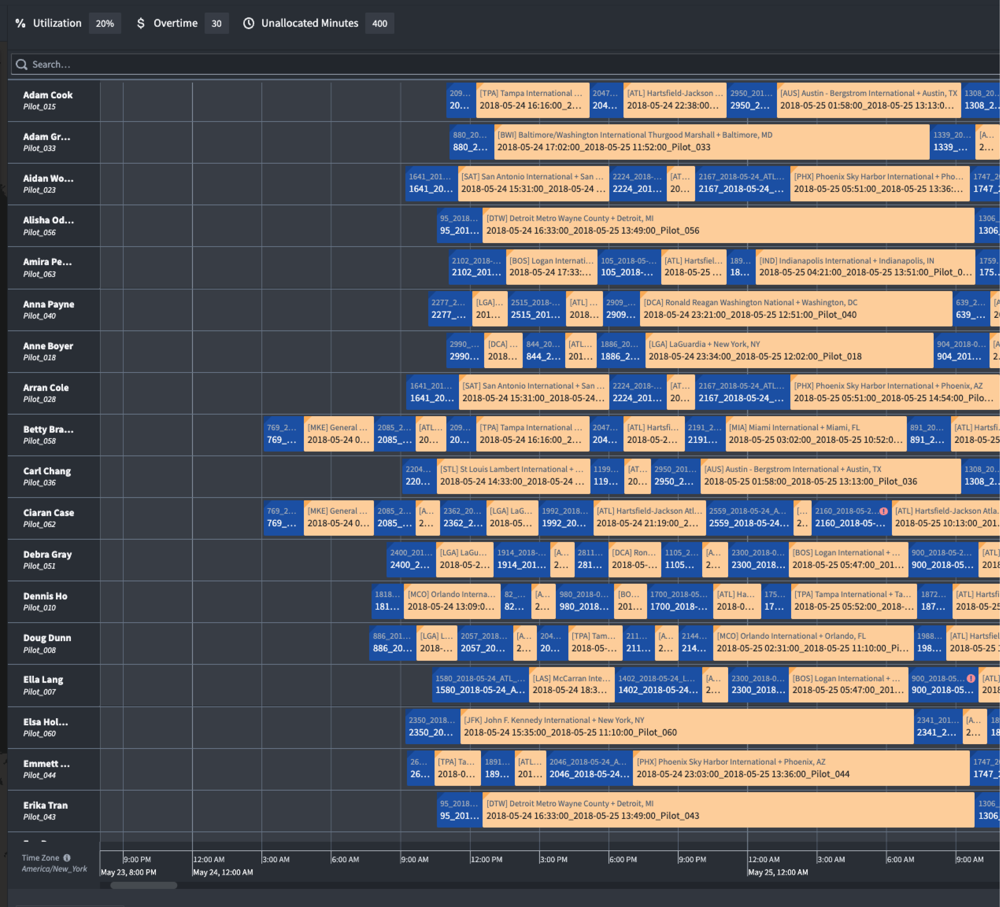 % Utilization 20% $ Overtime 30 Unallocated Minutes 400
Search...
Adam Cook
Pilot_015
209... [TPA] Tampa International ... 2047... [ATL] Hartsfield-Jackson ... 2950_201... [AUS] Austin - Bergstrom International + Austin, TX 1308_20..
20... 2018-05-24 16:16:00_2... 204... 2018-05-24 22:38:00... 2950_2... 2018-05-25 01:58:00_2018-05-25 13:13:0... 1308_2..
Adam Gr...
Pilot_033
880_20... [BWI] Baltimore/Washington International Thurgood Marshall + Baltimore, MD 1339_20... [A...
880_2... 2018-05-24 17:02:00_2018-05-25 11:52:00_Pilot_033 1339_... 2...
Aidan Wo...
Pilot_023
1641_201... [SAT] San Antonio International + San ... 2224_2018-... [AT... 2167_2018-05-24_ATL... [PHX] Phoenix Sky Harbor International + Pho... 1747_2
1641_20... 2018-05-24 15:31:00_2018-05-24 ... 2224_201... 20... 2167_2018-05-24_... 2018-05-25 05:51:00_2018-05-25 13:36:... 1747_
Alisha Od...
Pilot_056
95_2018... [DTW] Detroit Metro Wayne County + Detroit, MI 1306_
95_201... 2018-05-24 16:33:00_2018-05-25 13:49:00_Pilot_056 1306_
Amira Pe...
Pilot_063
2102_2018-... [BOS] Logan Internati... 105_2018-05-... [ATL] Hartsfiel... 189... [IND] Indianapolis International + Indianapolis, IN 1759.
2102_201... 2018-05-24 17:33:... 105_2018-... 2018-05-25 ... 18... 2018-05-25 04:21:00_2018-05-25 13:51:00_Pilot_0... 175..
Anna Payne
Pilot_040
2277_2... [LGA]... 2515_2018-... [ATL] ... 2909_... [DCA] Ronald Reagan Washington National + Washington, DC 639_2... [A
2277_... 201... 2515_201... 2018... 2909... 2018-05-24 23:21:00_2018-05-25 12:51:00_Pilot_040 639_... 2
Anne Boyer
Pilot_018
2990_... [DCA] ... 844_20... [ATL... 1886_20... [LGA] LaGuardia + New York, NY 904_2018-0... [A
2990... 2018... 844_2... 201... 1886_2... 2018-05-24 23:34:00_2018-05-25 12:02:00_Pilot_018 904_201... 2.
Arran Cole
Pilot_028
1641_201... [SAT] San Antonio International + San ... 2224_2018-... [AT... 2167_2018-05-24_ATL... [PHX] Phoenix Sky Harbor International + Phoenix, AZ
1641_20... 2018-05-24 15:31:00_2018-05-24... 2224_201... 20... 2167_2018-05-24_... 2018-05-25 05:51:00_2018-05-25 14:54:00_Pilo...
Betty Bra...
Pilot_058
769_2... [MKE] General ... 2085_2... [ATL... 209... [TPA] Tampa International ... 2047... [ATL] Hartsfi... 2191_2... [MIA] Miami International + Miami, FL 891_20... [ATL] Hartsfi.
769_... 2018-05-24 0... 2085_... 20... 20... 2018-05-24 16:16:00_2... 204... 2018-05-2... 2191... 2018-05-25 03:02:00_2018-05-25 10:52:0... 891_2... 2018-05-25
Carl Chang
Pilot_036
2204... [STL] St Louis Lambert International + ... 1199... [AT... 2950_201... [AUS] Austin - Bergstrom International + Austin, TX 1308_20..
220... 2018-05-24 14:33:00_2018-05-24 ... 119... 20... 2950_2... 2018-05-25 01:58:00_2018-05-25 13:13:00_Pilot_036 1308_2..
Ciaran Case
Pilot_062
769_2... [MKE] General ... 2085_2... [A... 2362_20... [LGA] LaG... 1992_2018... [ATL] Hartsfield-Jackson Atl... 2559_2018-05-24_A... [... 2160_2018-05-2... [ATL] Hartsfield-Jackson Atla.
769_... 2018-05-24 0... 2085_... 2... 2362_2... 2018-05... 1992_20... 2018-05-24 21:19:00_2... 2559_2018-05-24... 2.. 2160_2018-05-... 2018-05-25 10:13:00_201.
Debra Gray
Pilot_051
2400_201... [LGA] LaGu... 1914_2018-... [A... 2811... [DCA] Ron... 1105_2... [A... 2300_2018-0... [BOS] Logan International + ... 900_2018-05-2... [ATL]
2400_2... 2018-05-2... 1914_201... 2... 281... 2018-05-... 1105... 2... 2300_2018... 2018-05-25 05:47:00_201... 900_2018-05... 2018
Dennis Ho
Pilot_010
1818... [MCO] Orlando Interna... 82_... [A... 980_2018-0... [BO... 1700_2018-05... [ATL] Ha... 175... [TPA] Tampa International + Ta... 1872... [ATL] Hartsfi
181... 2018-05-24 13:09:0... 82... 2... 980_2018... 201... 1700_2018-... 2018-0... 17... 2018-05-25 05:52:00_2018-... 187... 2018-05-25
Doug Dunn
Pilot_008
886_201... [LGA] L... 2057_2018... [A... 204... [TPA] Tam... 211... [A... 2144... [MCO] Orlando International + Orlando, FL 1988... [ATL] Hartsfiel
886_20... 2018-... 2057_20... 2... 20... 2018-05-... 211... 2... 214... 2018-05-25 02:31:00_2018-05-25 11:10:00_Pi... 198... 2018-05-25 1
Ella Lang
Pilot_007
1580_2018-05-24_ATL_... [LAS] McCarran Inte... 1402_2018-05-24_L... [A... 2300_2018-0... [BOS] Logan International + ... 900_2018-05... [ATL]
1580_2018-05-24_A... 2018-05-24 18:3... 1402_2018-05-24... 2... 2300_2018... 2018-05-25 05:47:00_201... 900_2018-05... 2018
Elsa Hol...
Pilot_060
2350_2018... [JFK] John F. Kennedy International + New York, NY 2341_201... [A... 18
2350_20... 2018-05-24 15:35:00_2018-05-25 11:10:00_Pilot_060 2341_2... 2... 18
Emmett ...
Pilot_044
26... [TPA] Ta... 1891... [ATL... 2046_2018-05-24_A... [PHX] Phoenix Sky Harbor International + Phoenix, AZ 1747_2
26... 2018-0... 189... 201... 2046_2018-05-24... 2018-05-24 23:03:00_2018-05-25 13:36:00_Pilot_044 1747_
Erika Tran
Pilot_043
95_2018... [DTW] Detroit Metro Wayne County + Detroit, MI 1306_
95_201... 2018-05-24 16:33:00_2018-05-25 13:49:00_Pilot_043 1306_
Time Zone
America/New_York
9:00 PM 12:00 AM 3:00 AM 6:00 AM 9:00 AM 12:00 PM 3:00 PM 6:00 PM 9:00 PM 12:00 AM 3:00 AM 6:00 AM 9:00 AM
May 23, 8:00 PM May 24, 12:00 AM May 25, 12:00 AM